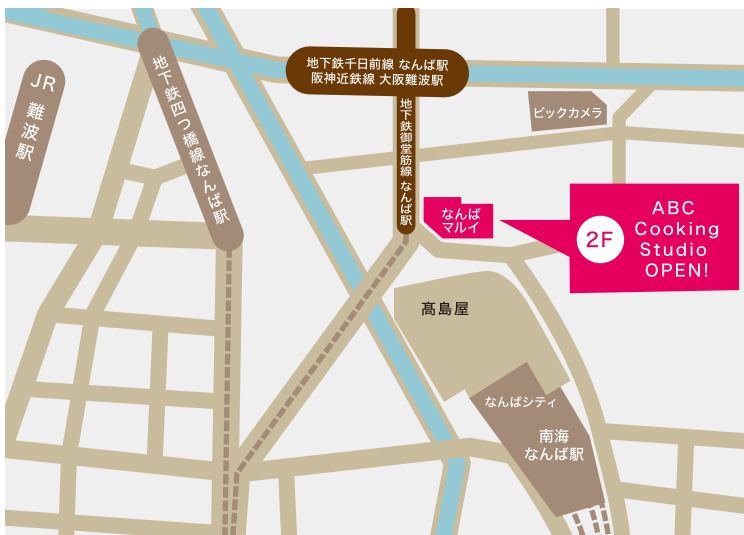 地下鉄千日前線 なんば駅
阪神近鉄線 大阪難波駅
JR 難波駅
地下鉄四つ橋線なんば駅
地下鉄御堂筋線 なんば駅
ビックカメラ
なんば
マルイ
2F
ABC
Cooking
Studio
OPEN!
髙島屋
なんばシティ
南海
なんば駅